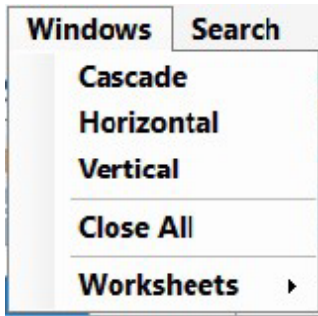 Windows Search
Cascade
Horizontal
Vertical
Close All
Worksheets